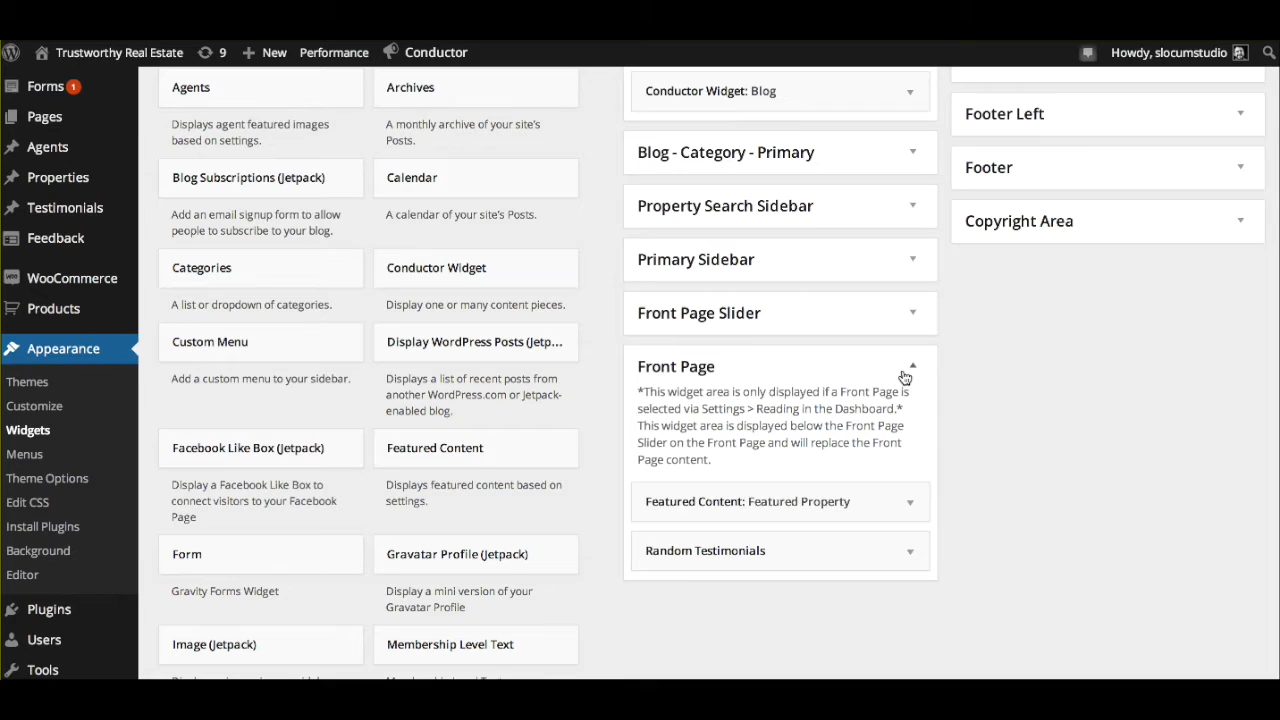 Trustworthy Real Estate
9
New
Performance
Conductor
Howdy, slocumstudio
Forms 1
Pages
Agents
Properties
Testimonials
Feedback
WooCommerce
Products
Appearance
Themes
Customize
Widgets
Menus
Theme Options
Edit CSS
Install Plugins
Background
Editor
Plugins
Users
Tools
Agents
Displays agent featured images
based on settings.
Archives
A monthly archive of your site's
Posts.
Blog Subscriptions (Jetpack)
Add an email signup form to allow
people to subscribe to your blog.
Calendar
A calendar of your site's Posts.
Categories
A list or dropdown of categories.
Conductor Widget
Display one or many content pieces.
Custom Menu
Add a custom menu to your sidebar.
Display WordPress Posts (Jetp...
Displays a list of recent posts from
another WordPress.com or Jetpack-
enabled blog.
Facebook Like Box (Jetpack)
Display a Facebook Like Box to
connect visitors to your Facebook
Page
Featured Content
Displays featured content based on
settings.
Form
Gravity Forms Widget
Gravatar Profile (Jetpack)
Display a mini version of your
Gravatar Profile
Image (Jetpack)
Membership Level Text
Conductor Widget: Blog
Blog - Category - Primary
Property Search Sidebar
Primary Sidebar
Front Page Slider
Front Page
*This widget area is only displayed if a Front Page is
selected via Settings > Reading in the Dashboard.*
This widget area is displayed below the Front Page
Slider on the Front Page and will replace the Front
Page content.
Featured Content: Featured Property
Random Testimonials
Footer Left
Footer
Copyright Area